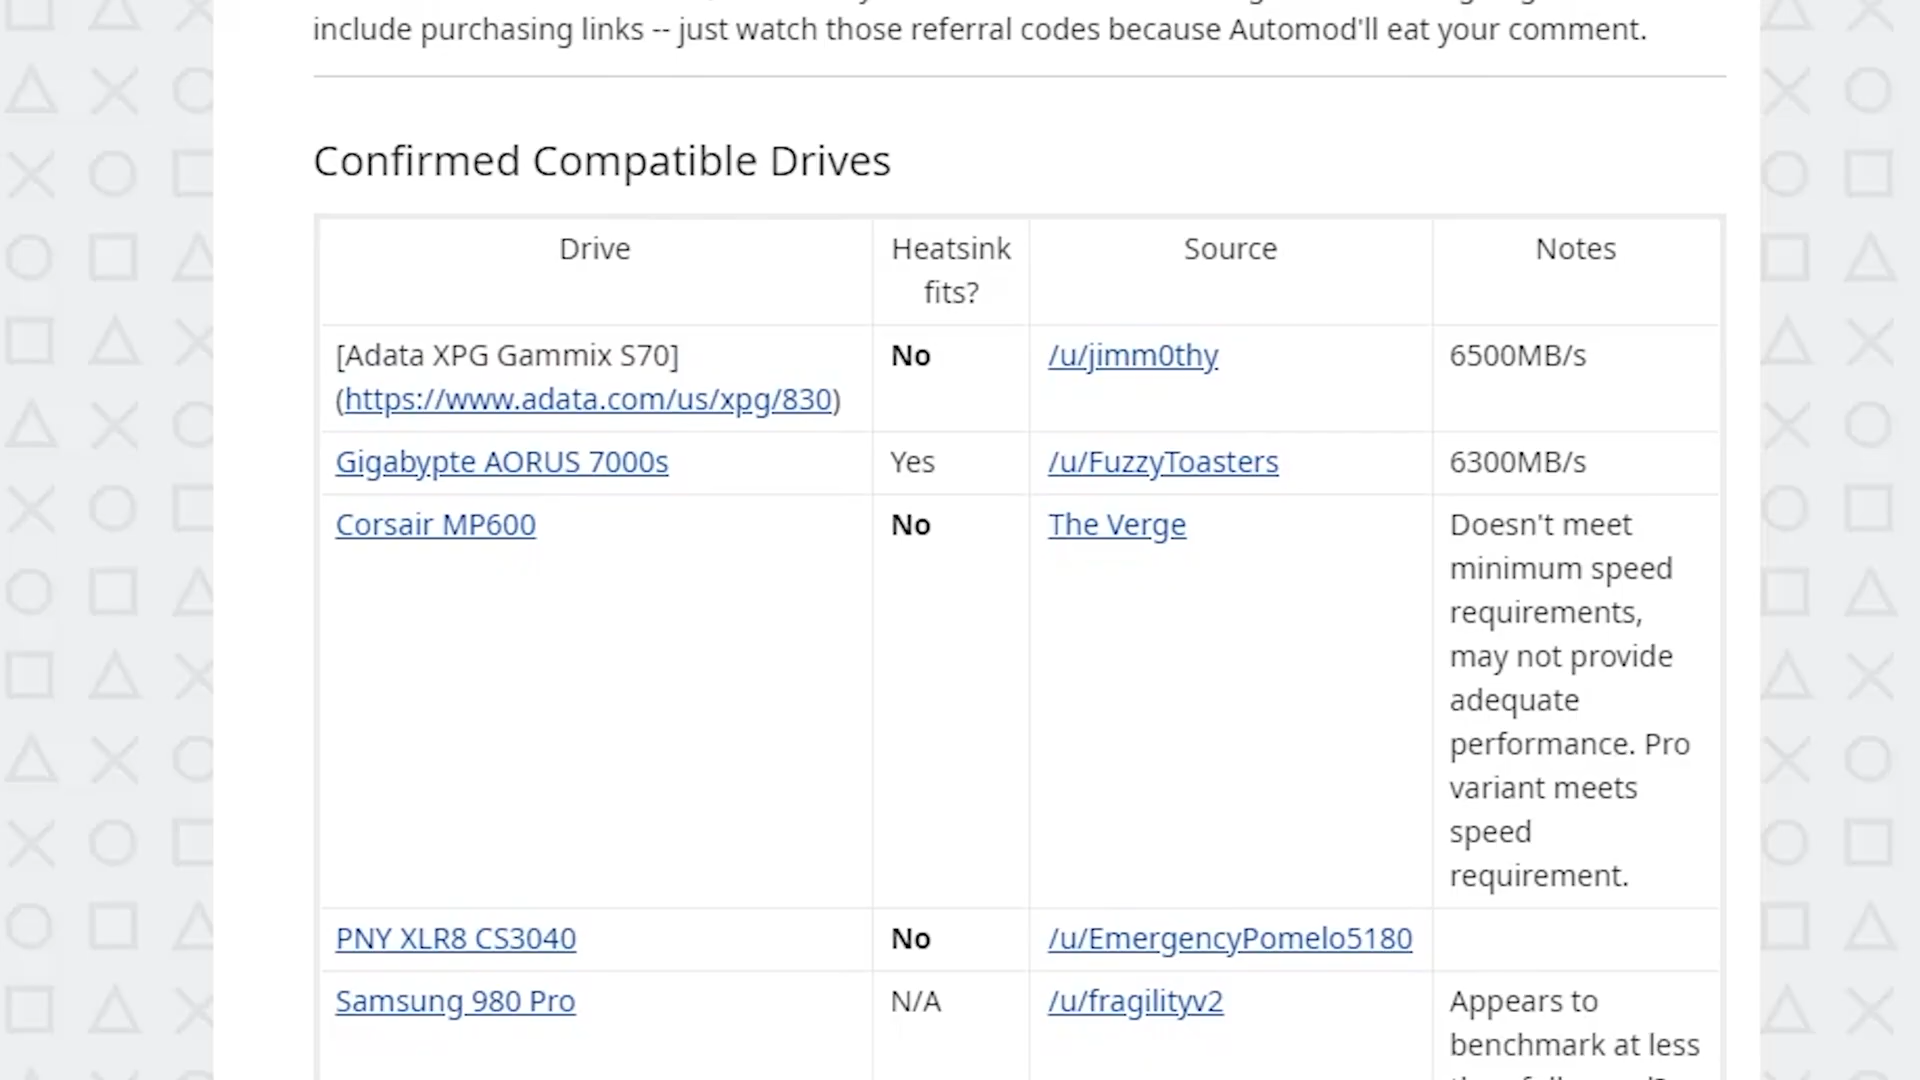 include purchasing links -- just watch those referral codes because Automod'll eat your comment.
Confirmed Compatible Drives
Drive
Heatsink
fits?
Source
Notes
[Adata XPG Gammix S70]
(https://www.adata.com/us/xpg/830)
No
/u/jimm0thy
6500MB/s
Gigabypte AORUS 7000s
Yes
/u/FuzzyToasters
6300MB/s
Corsair MP600
No
The Verge
Doesn't meet
minimum speed
requirements,
may not provide
adequate
performance. Pro
variant meets
speed
requirement.
PNY XLR8 CS3040
No
/u/EmergencyPomelo5180
Samsung 980 Pro
N/A
/u/fragilityv2
Appears to
benchmark at less